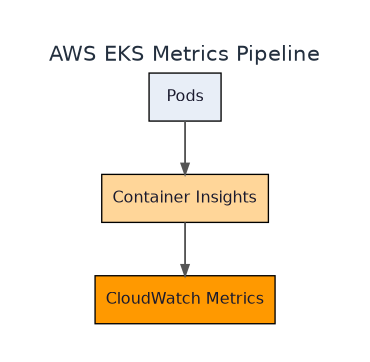 AWS EKS Metrics Pipeline
Pods
Container Insights
CloudWatch Metrics